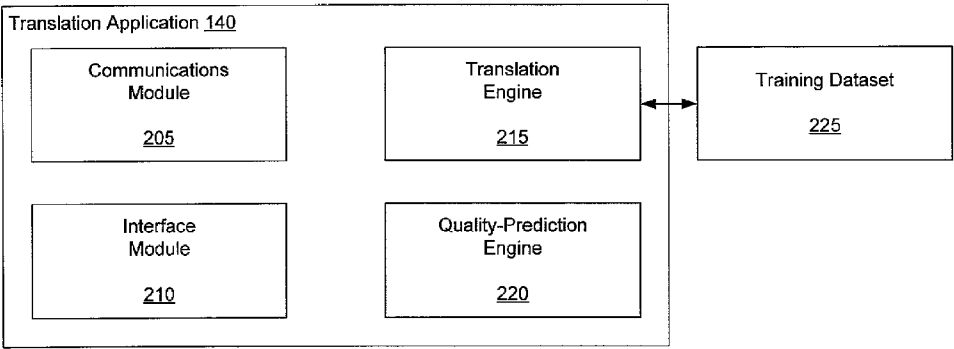 Translation Application 140
Communications
Module
205
Translation
Engine
215
Training Dataset
225
Interface
Module
210
Quality-Prediction
Engine
220